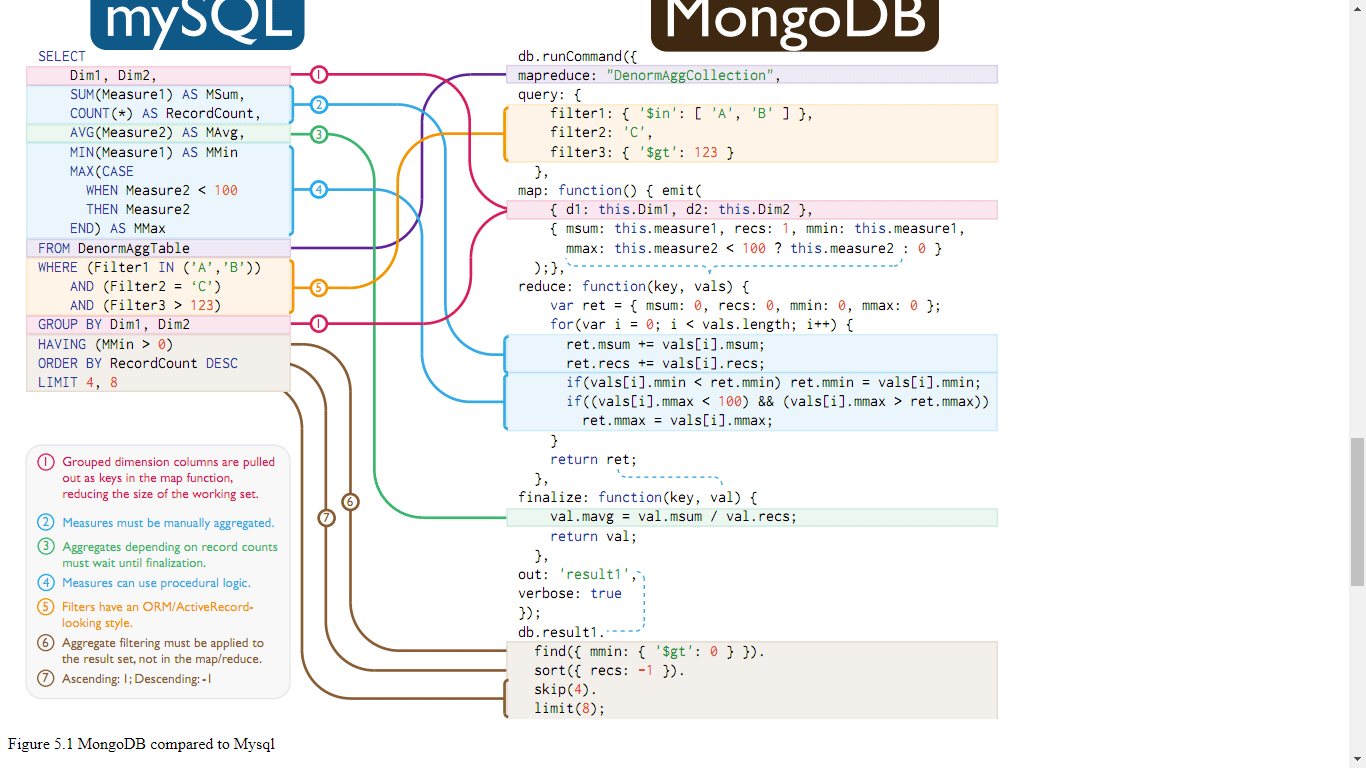 mySQL
SELECT
Dim1, Dim2,
SUM(Measure1) AS MSum,
COUNT(*) AS RecordCount,
AVG(Measure2) AS MAvg,
MIN(Measure1) AS MMin
MAX(CASE
WHEN Measure2 < 100
THEN Measure2
END) AS MMax
FROM DenormAggTable
WHERE (Filter1 IN (’A’,’B’))
AND (Filter2 = ‘C’)
AND (Filter3 > 123)
GROUP BY Dim1, Dim2
HAVING (MMin > 0)
ORDER BY RecordCount DESC
LIMIT 4, 8
1
2
3
4
5
1
6
7
1 Grouped dimension columns are pulled
out as keys in the map function,
reducing the size of the working set.
2 Measures must be manually aggregated.
3 Aggregates depending on record counts
must wait until finalization.
4 Measures can use procedural logic.
5 Filters have an ORM/ActiveRecord-
looking style.
6 Aggregate filtering must be applied to
the result set, not in the map/reduce.
7 Ascending: 1; Descending: -1
MongoDB
db.runCommand({
mapreduce: "DenormAggCollection",
query: {
filter1: { '$in': [ 'A', 'B' ] },
filter2: 'C',
filter3: { '$gt': 123 }
},
map: function() { emit(
{ d1: this.Dim1, d2: this.Dim2 },
{ msum: this.measure1, recs: 1, mmin: this.measure1,
mmax: this.measure2 < 100 ? this.measure2 : 0 }
);},
reduce: function(key, vals) {
var ret = { msum: 0, recs: 0, mmin: 0, mmax: 0 };
for(var i = 0; i < vals.length; i++) {
ret.msum += vals[i].msum;
ret.recs += vals[i].recs;
if(vals[i].mmin < ret.mmin) ret.mmin = vals[i].mmin;
if((vals[i].mmax < 100) && (vals[i].mmax > ret.mmax))
ret.mmax = vals[i].mmax;
}
return ret;
},
finalize: function(key, val) {
val.mavg = val.msum / val.recs;
return val;
},
out: 'result1',
verbose: true
});
db.result1.
find({ mmin: { '$gt': 0 } }).
sort({ recs: -1 }).
skip(4).
limit(8);
Figure 5.1 MongoDB compared to Mysql